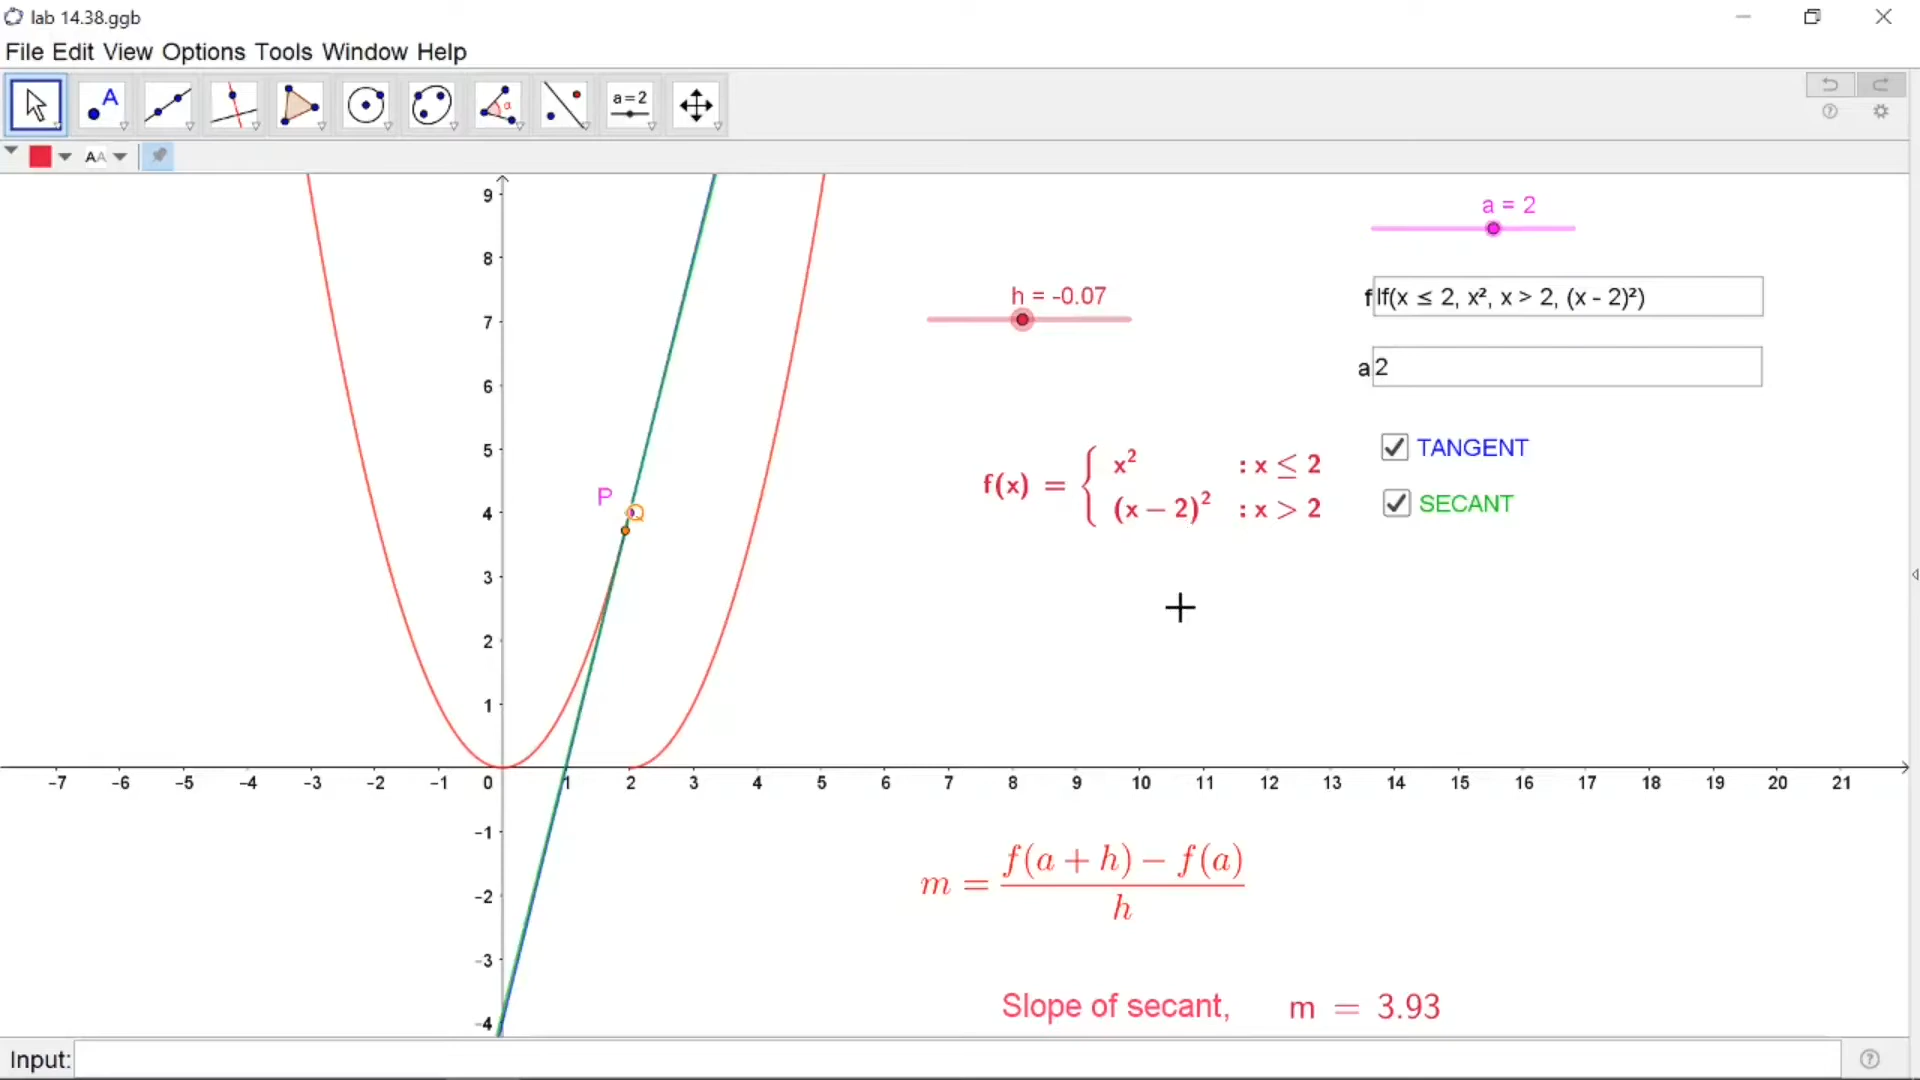 lab 14.38.ggb
File Edit View Options Tools Window Help
A
α
a=2
AA
a = 2
h = -0.07
f If(x ≤ 2, x², x > 2, (x - 2)²)
a 2
f(x) = { x² : x ≤ 2
(x − 2)² : x > 2
TANGENT
SECANT
P
Q
9
8
7
6
5
4
3
2
1
-7 -6 -5 -4 -3 -2 -1 0 1 2 3 4 5 6 7 8 9 10 11 12 13 14 15 16 17 18 19 20 21
-1
-2
-3
-4
m = f(a + h) − f(a)
h
Slope of secant, m = 3.93
Input: